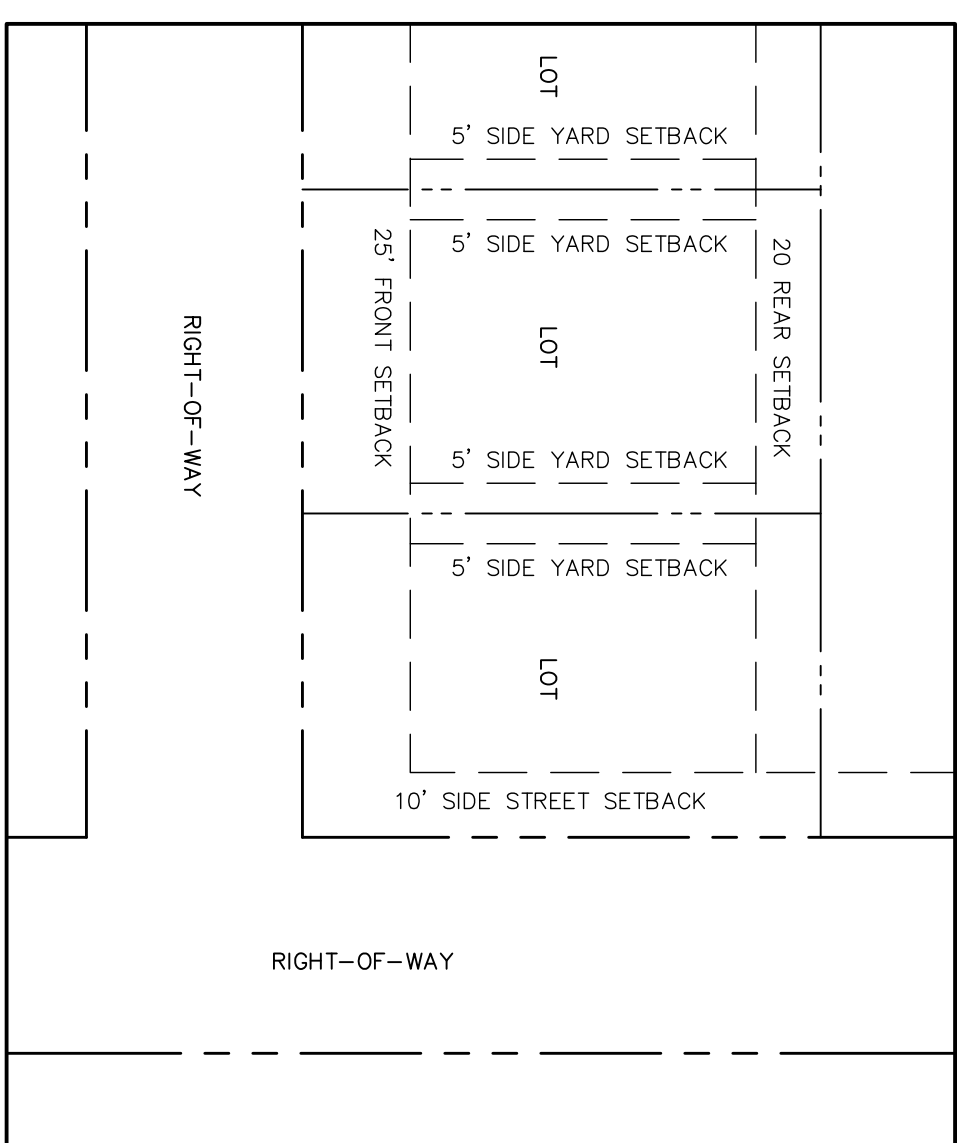 LOT
5' SIDE YARD SETBACK
5' SIDE YARD SETBACK
25' FRONT SETBACK
20 REAR SETBACK
LOT
RIGHT-OF-WAY
5' SIDE YARD SETBACK
5' SIDE YARD SETBACK
LOT
10' SIDE STREET SETBACK
RIGHT-OF-WAY